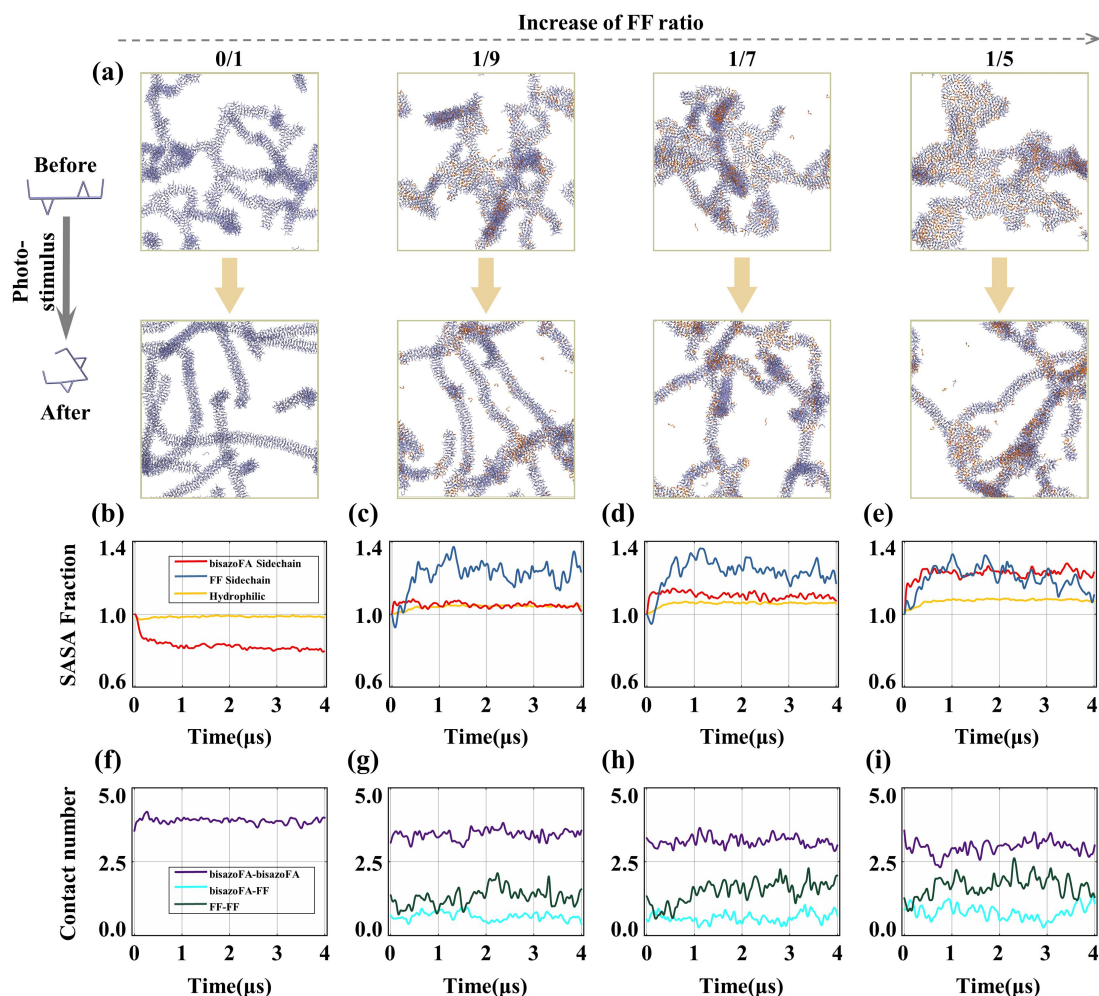 Increase of FF ratio
0/1
1/9
1/7
1/5
(a)
Before
Photo-
stimulus
After
(b)
(c)
(d)
(e)
SASA Fraction
1.4
1.0
0.6
bisazoFA Sidechain
FF Sidechain
Hydrophilic
0 1 2 3 4
Time(μs)
1.4
1.0
0.6
0 1 2 3 4
Time(μs)
1.4
1.0
0.6
0 1 2 3 4
Time(μs)
1.4
1.0
0.6
0 1 2 3 4
Time(μs)
(f)
(g)
(h)
(i)
Contact number
5.0
2.5
0.0
bisazoFA-bisazoFA
bisazoFA-FF
FF-FF
0 1 2 3 4
Time(μs)
5.0
2.5
0.0
0 1 2 3 4
Time(μs)
5.0
2.5
0.0
0 1 2 3 4
Time(μs)
5.0
2.5
0.0
0 1 2 3 4
Time(μs)